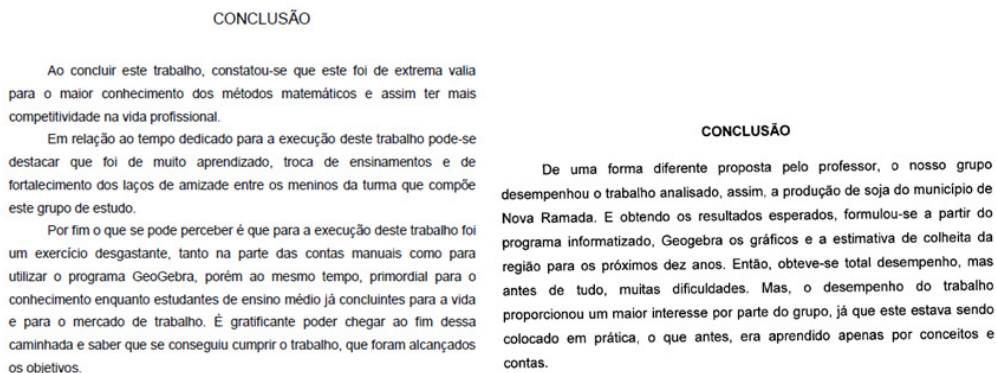 CONCLUSÃO
Ao concluir este trabalho, constatou-se que este foi de extrema valia
para o maior conhecimento dos métodos matemáticos e assim ter mais
competitividade na vida profissional.
Em relação ao tempo dedicado para a execução deste trabalho pode-se
destacar que foi de muito aprendizado, troca de ensinamentos e de
fortalecimento dos laços de amizade entre os meninos da turma que compõe
este grupo de estudo.
Por fim o que se pode perceber é que para a execução deste trabalho foi
um exercício desgastante, tanto na parte das contas manuais como para
utilizar o programa GeoGebra, porém ao mesmo tempo, primordial para o
conhecimento enquanto estudantes de ensino médio já concluintes para a vida
e para o mercado de trabalho. É gratificante poder chegar ao fim dessa
caminhada e saber que se conseguiu cumprir o trabalho, que foram alcançados
os objetivos.
CONCLUSÃO
De uma forma diferente proposta pelo professor, o nosso grupo
desempenhou o trabalho analisado, assim, a produção de soja do município de
Nova Ramada. E obtendo os resultados esperados, formulou-se a partir do
programa informatizado, Geogebra os gráficos e a estimativa de colheita da
região para os próximos dez anos. Então, obteve-se total desempenho, mas
antes de tudo, muitas dificuldades. Mas, o desempenho do trabalho
proporcionou um maior interesse por parte do grupo, já que este estava sendo
colocado em prática, o que antes, era aprendido apenas por conceitos e
contas.